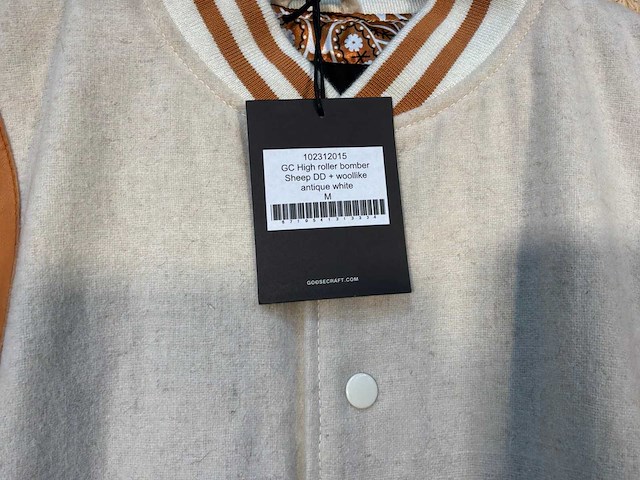 102312015
GC High roller bomber
Sheep DD + woollike
antique white
M
GOOSECRAFT.COM